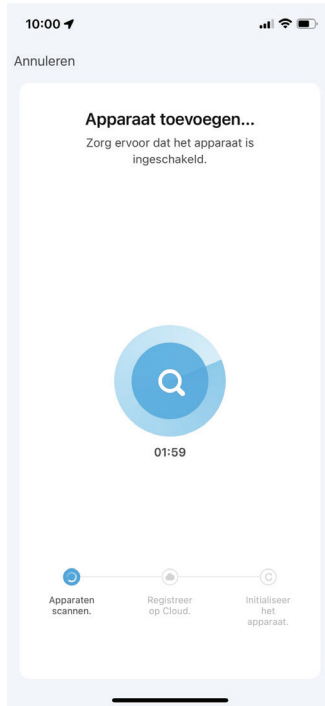 10:00
Annuleren
Apparaat toevoegen...
Zorg ervoor dat het apparaat is
ingeschakeld.
01:59
Apparaten
scannen.
Registreer
op Cloud.
Initialiseer
het
apparaat.